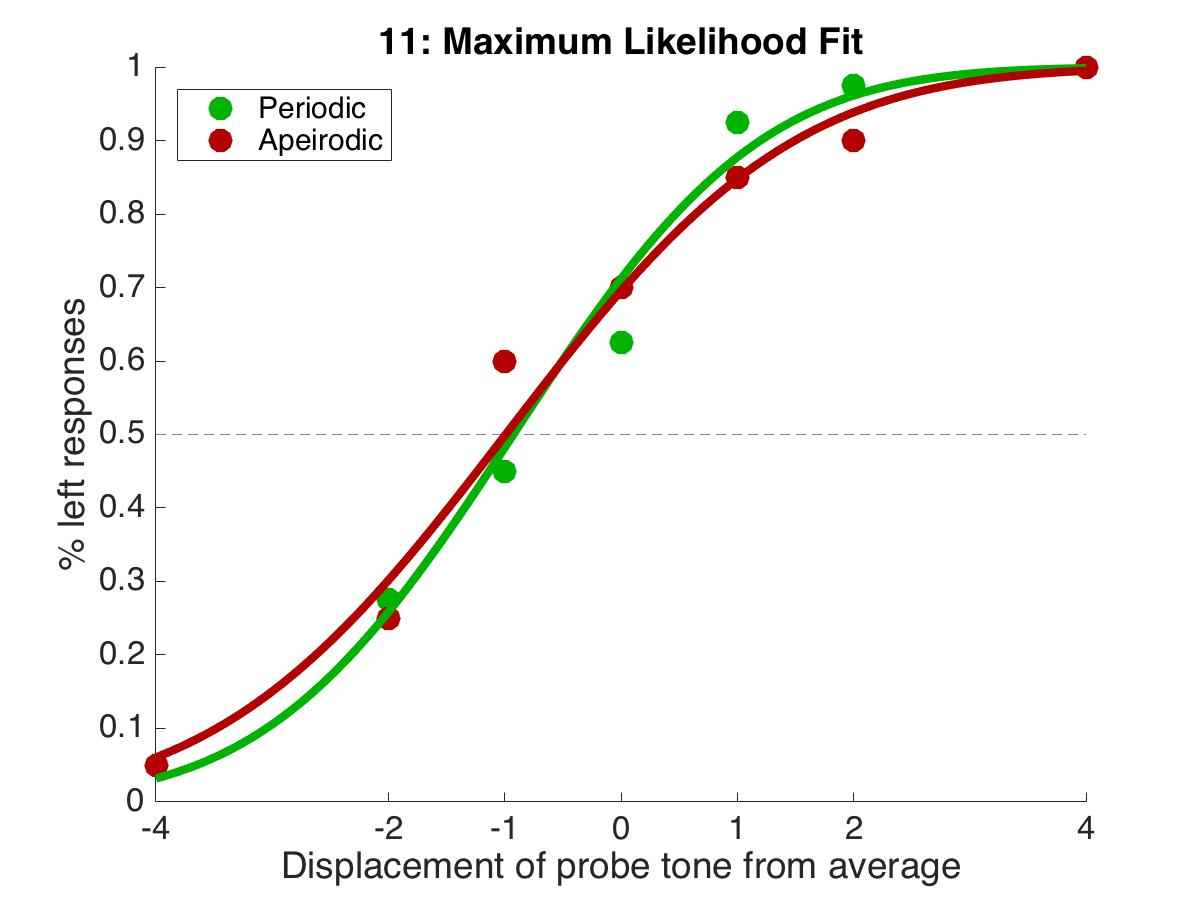 11: Maximum Likelihood Fit
1
Periodic
Apeirodic
0.9
0.8
0.7
0.6
0.5
0.4
0.3
0.2
0.1
0
% left responses
-4 -2 -1 0 1 2 4
Displacement of probe tone from average